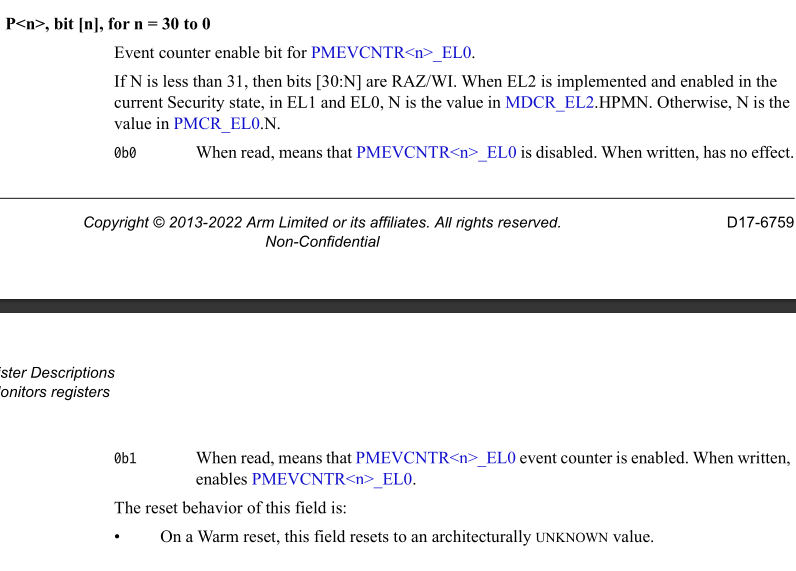 P<n>, bit [n], for n = 30 to 0
Event counter enable bit for PMEVCNTR<n>_EL0.
If N is less than 31, then bits [30:N] are RAZ/WI. When EL2 is implemented and enabled in the
current Security state, in EL1 and EL0, N is the value in MDCR_EL2.HPMN. Otherwise, N is the
value in PMCR_EL0.N.
0b0 When read, means that PMEVCNTR<n>_EL0 is disabled. When written, has no effect.
Copyright © 2013-2022 Arm Limited or its affiliates. All rights reserved. D17-6759
Non-Confidential
ister Descriptions
onitors registers
0b1 When read, means that PMEVCNTR<n>_EL0 event counter is enabled. When written,
enables PMEVCNTR<n>_EL0.
The reset behavior of this field is:
• On a Warm reset, this field resets to an architecturally UNKNOWN value.